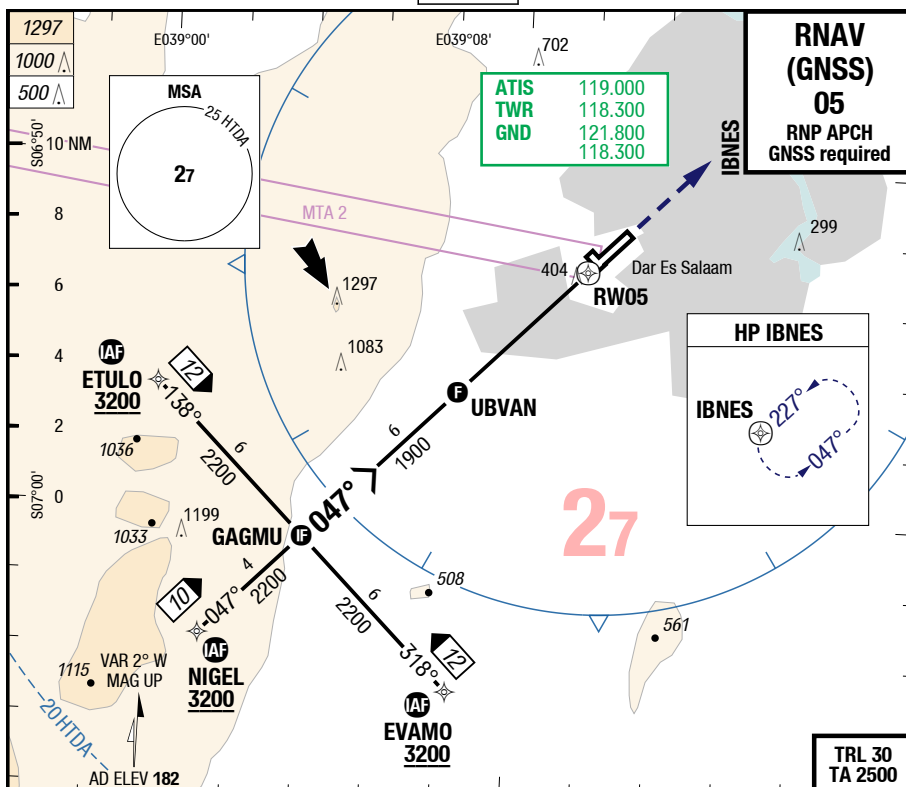 1297
1000
500
E039°00'
E039°08'
702
RNAV
(GNSS)
05
RNP APCH
GNSS required
ATIS 119.000
TWR 118.300
GND 121.800
118.300
MSA
25 HTDA
27
S06°50'
10 NM
8
6
4
2
0
S07°00'
MTA 2
IBNES
299
404
Dar Es Salaam
RW05
1297
1083
HP IBNES
IBNES
227°
047°
IAF
ETULO
3200
12
138°
6
2200
1036
F
UBVAN
6
1900
047°
1033
1199
GAGMU
IF
27
10
047°
4
2200
6
2200
508
561
IAF
NIGEL
3200
318°
12
IAF
EVAMO
3200
1115
VAR 2° W
MAG UP
20 HTDA
AD ELEV 182
TRL 30
TA 2500